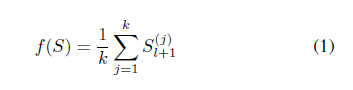 f(S) = \frac{1}{k} \sum_{j=1}^{k} S_{l+1}^{(j)} (1)